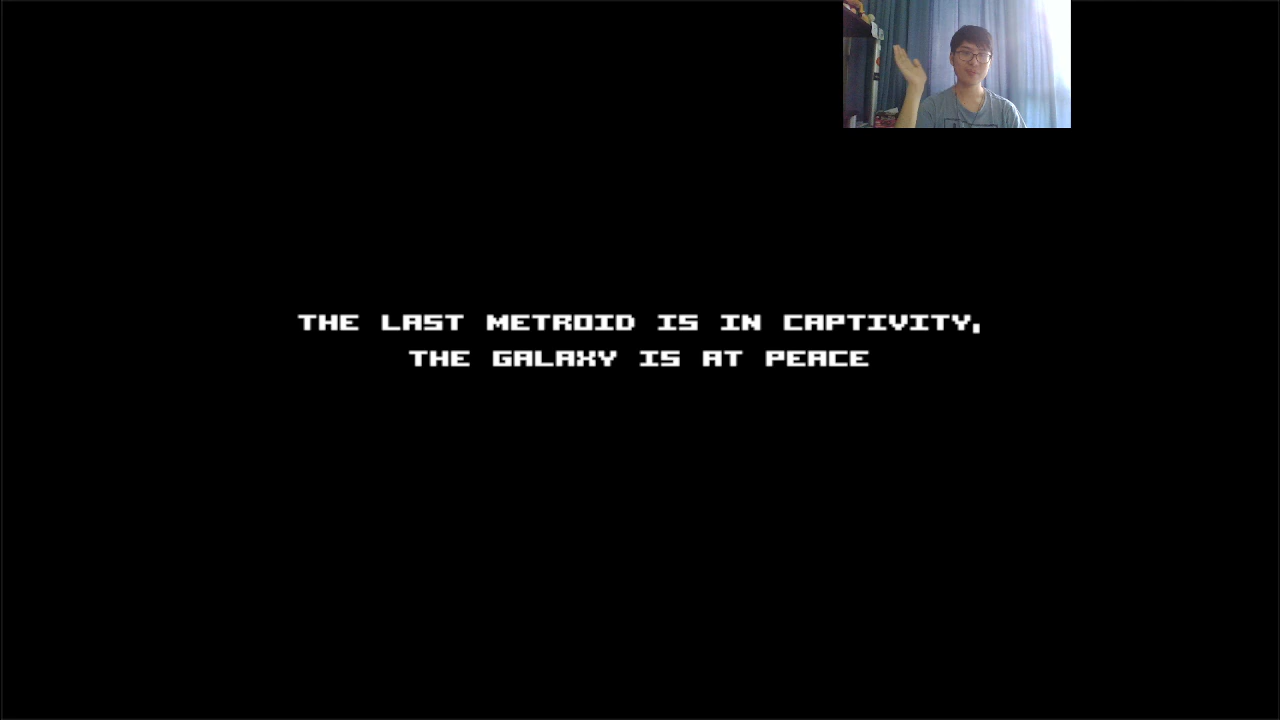 THE LAST METROID IS IN CAPTIVITY,
THE GALAXY IS AT PEACE